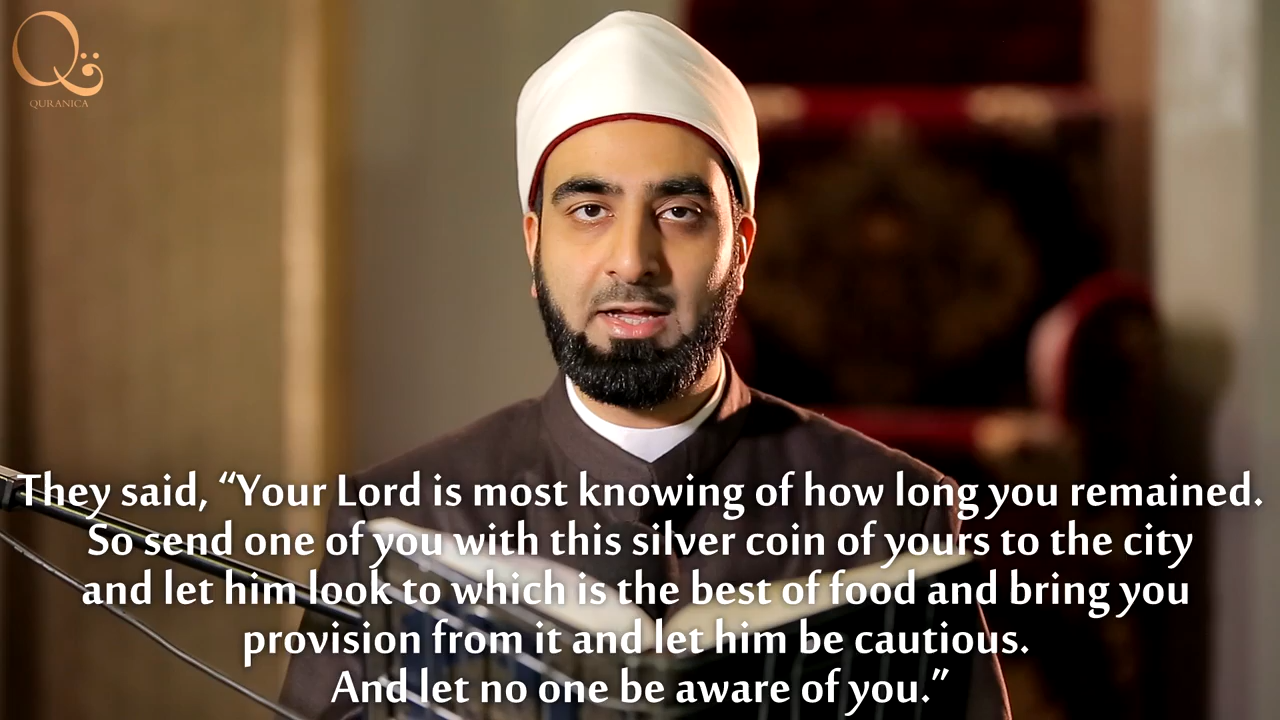 QURANICA
They said, “Your Lord is most knowing of how long you remained.
So send one of you with this silver coin of yours to the city
and let him look to which is the best of food and bring you
provision from it and let him be cautious.
And let no one be aware of you.”